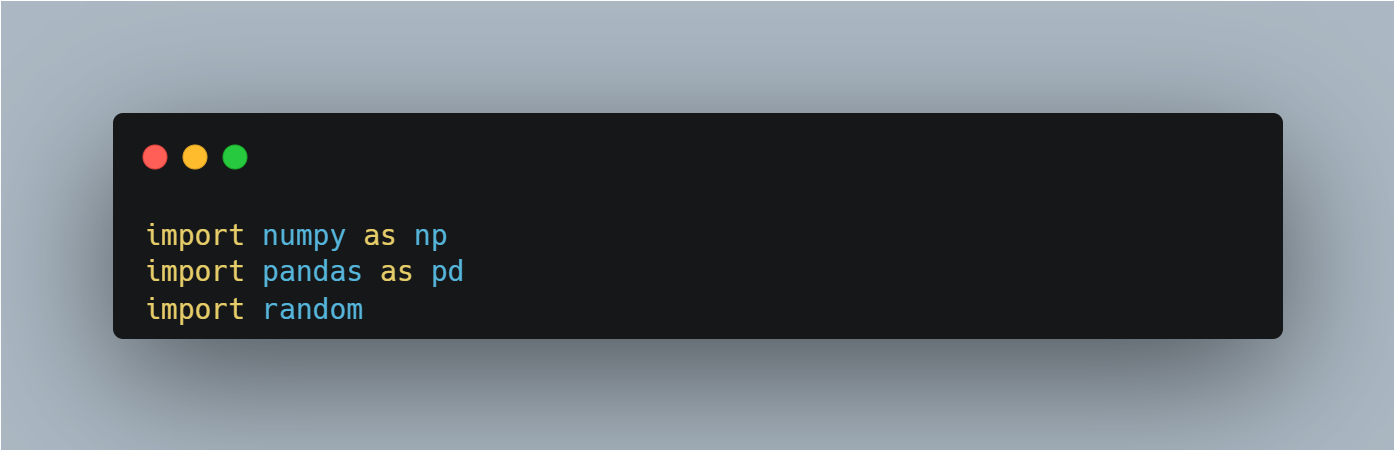 import numpy as np
import pandas as pd
import random